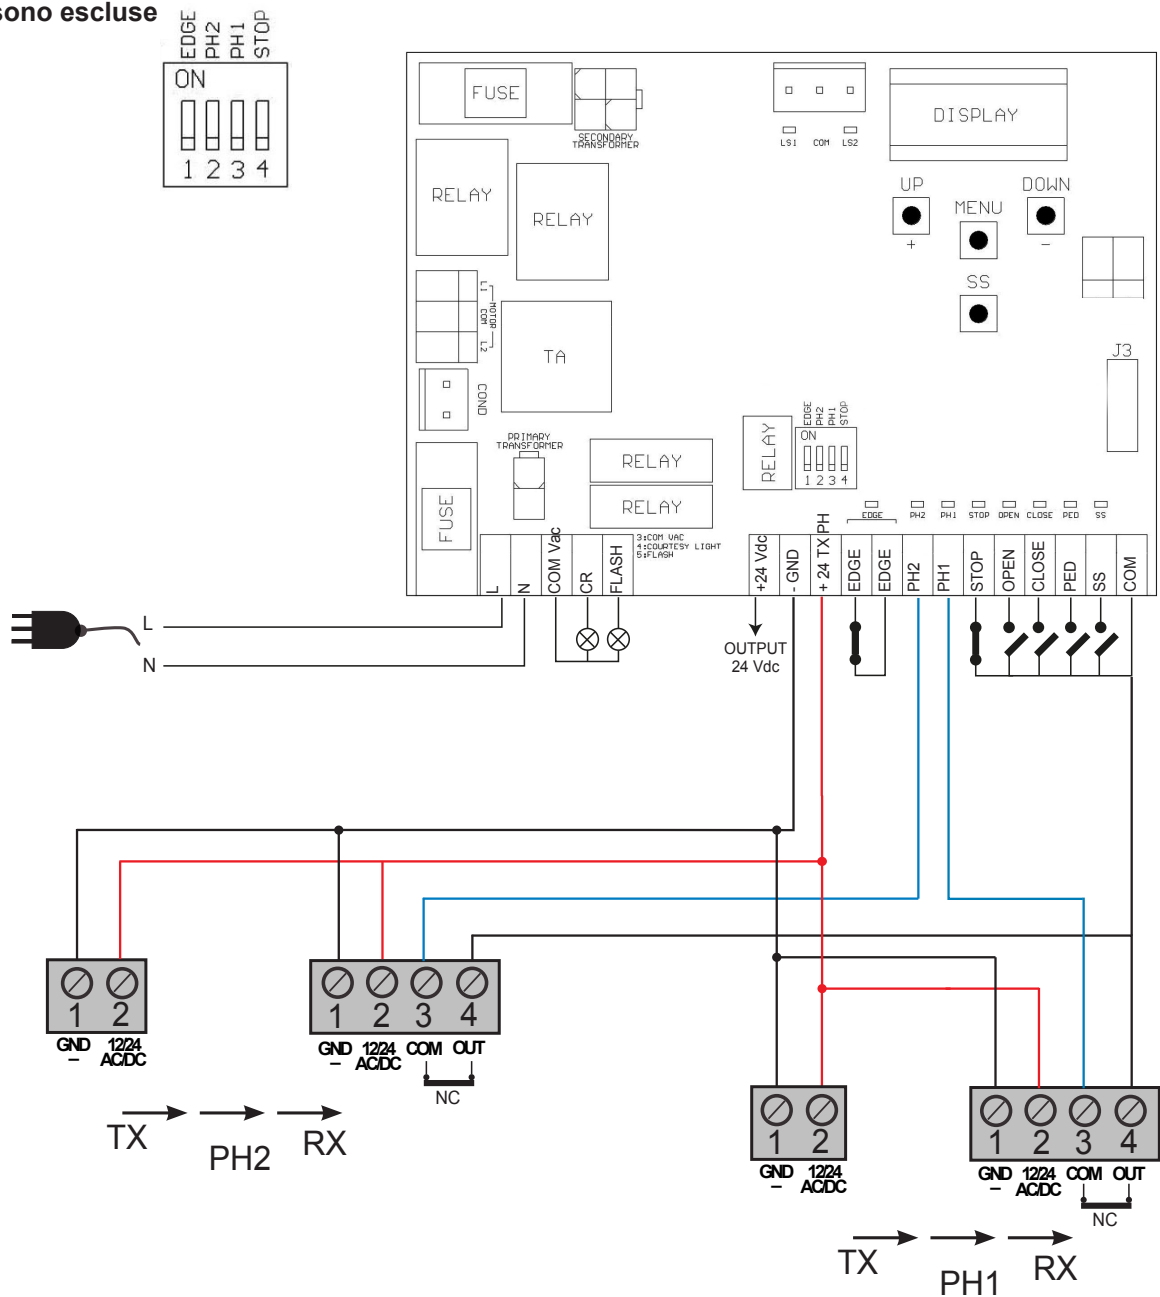 sono escluse
EDGE
PH2
PH1
STOP
ON
1 2 3 4
FUSE
SECONDARY
TRANSFORMER
LS1 COM LS2
DISPLAY
UP
+
MENU
DOWN
-
SS
RELAY
RELAY
L1
COM
L2
MOTOR
TA
COND
J3
PRIMARY
TRANSFORMER
RELAY
RELAY
RELAY
EDGE
PH2
PH1
STOP
ON
1 2 3 4
FUSE
3:COM VAC
4:COURTESY LIGHT
5:FLASH
EDGE PH2 PH1 STOP OPEN CLOSE PED SS
L
N
COM Vac
CR
FLASH
+24 Vdc
- GND
+ 24 TX PH
EDGE
EDGE
PH2
PH1
STOP
OPEN
CLOSE
PED
SS
COM
L
N
OUTPUT
24 Vdc
1 2
GND 12/24
– AC/DC
1 2 3 4
GND 12/24 COM OUT
– AC/DC
NC
TX PH2 RX
1 2
GND 12/24
– AC/DC
1 2 3 4
GND 12/24 COM OUT
– AC/DC
NC
TX PH1 RX